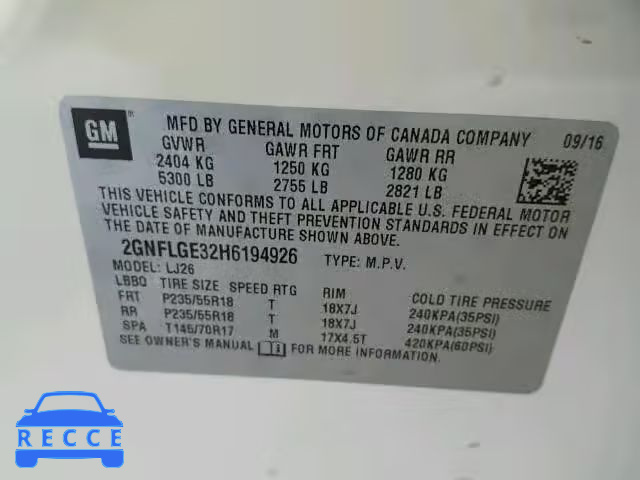 GM
MFD BY GENERAL MOTORS OF CANADA COMPANY 09/16
GVWR GAWR FRT GAWR RR
2404 KG 1250 KG 1280 KG
5300 LB 2755 LB 2821 LB
THIS VEHICLE CONFORMS TO ALL APPLICABLE U.S. FEDERAL MOTOR
VEHICLE SAFETY AND THEFT PREVENTION STANDARDS IN EFFECT ON
THE DATE OF MANUFACTURE SHOWN ABOVE.
2GNFLGE32H6194926 TYPE: M.P.V.
MODEL: LJ26
LBBQ TIRE SIZE SPEED RTG RIM COLD TIRE PRESSURE
FRT P235/55R18 T 18X7J 240KPA(35PSI)
RR P235/55R18 T 18X7J 240KPA(35PSI)
SPA T145/70R17 M 17X4.5T 420KPA(60PSI)
SEE OWNER'S MANUAL FOR MORE INFORMATION.
RECCE